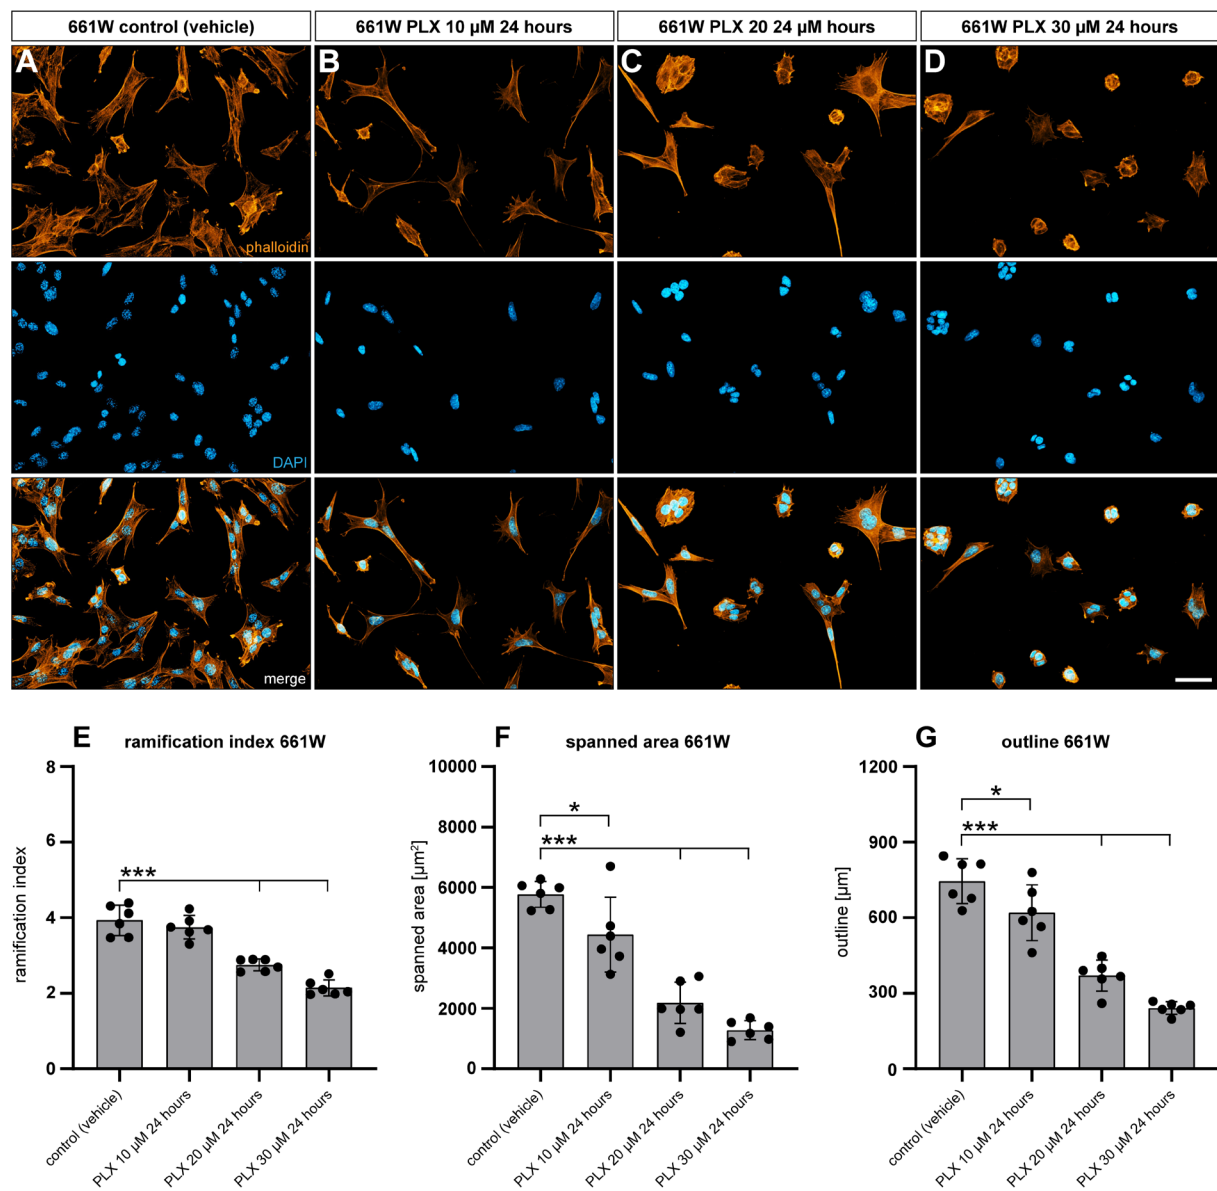 661W control (vehicle)
661W PLX 10 µM 24 hours
661W PLX 20 24 µM hours
661W PLX 30 µM 24 hours
A
B
C
D
phalloidin
DAPI
merge
E
ramification index 661W
8
6
4
2
0
ramification index
***
control (vehicle)
PLX 10 µM 24 hours
PLX 20 µM 24 hours
PLX 30 µM 24 hours
F
spanned area 661W
10000
8000
6000
4000
2000
0
spanned area [µm²]
*
***
control (vehicle)
PLX 10 µM 24 hours
PLX 20 µM 24 hours
PLX 30 µM 24 hours
G
outline 661W
1200
900
600
300
0
outline [µm]
*
***
control (vehicle)
PLX 10 µM 24 hours
PLX 20 µM 24 hours
PLX 30 µM 24 hours